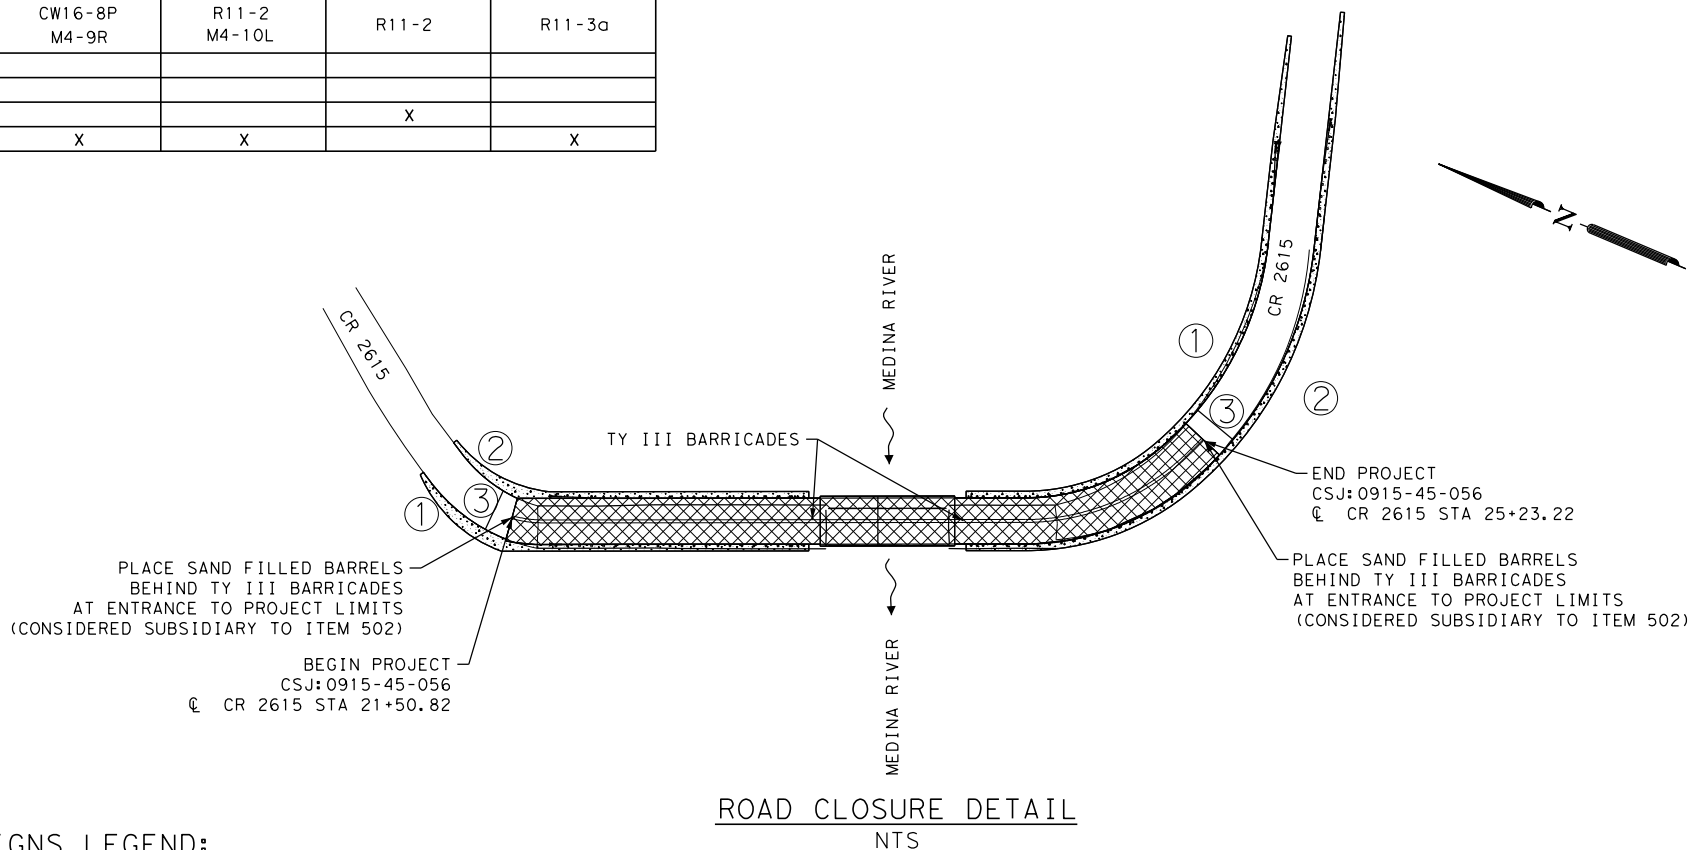 CW16-8P
M4-9R
R11-2
M4-10L
R11-2
R11-3a
X
X
X
X
CR 2615
MEDINA RIVER
CR 2615
N
1
2
3
TY III BARRICADES
2
3
1
END PROJECT
CSJ:0915-45-056
℄ CR 2615 STA 25+23.22
PLACE SAND FILLED BARRELS
BEHIND TY III BARRICADES
AT ENTRANCE TO PROJECT LIMITS
(CONSIDERED SUBSIDIARY TO ITEM 502)
PLACE SAND FILLED BARRELS
BEHIND TY III BARRICADES
AT ENTRANCE TO PROJECT LIMITS
(CONSIDERED SUBSIDIARY TO ITEM 502)
BEGIN PROJECT
CSJ:0915-45-056
℄ CR 2615 STA 21+50.82
MEDINA RIVER
ROAD CLOSURE DETAIL
NTS
IGNS LEGEND: